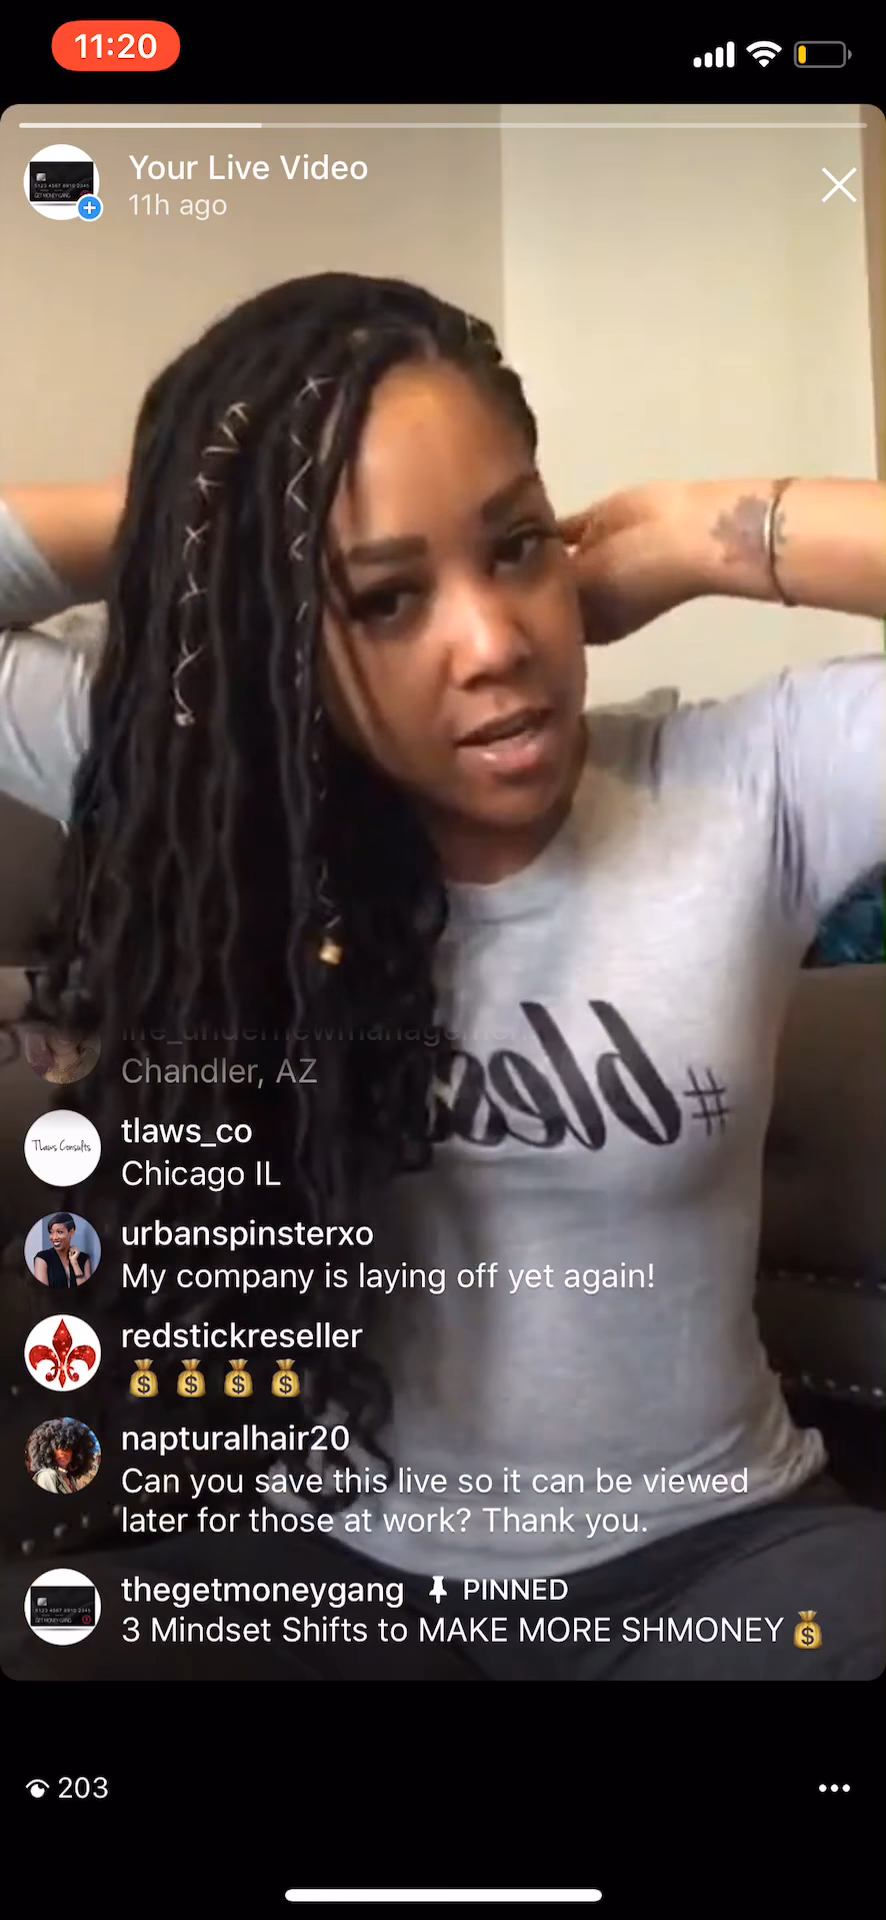 11:20
Your Live Video
11h ago
#bles
Chandler, AZ
tlaws_co
Chicago IL
urbanspinsterxo
My company is laying off yet again!
redstickreseller
💰 💰 💰 💰
napturalhair20
Can you save this live so it can be viewed
later for those at work? Thank you.
thegetmoneygang 📌 PINNED
3 Mindset Shifts to MAKE MORE SHMONEY💰
203